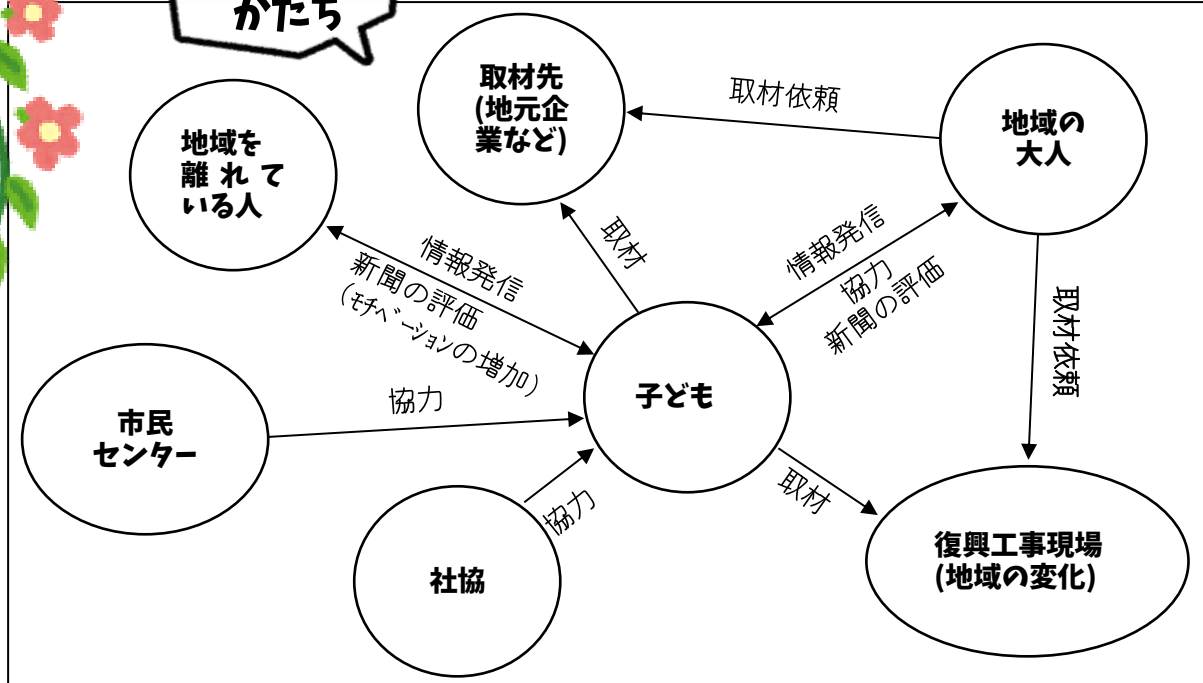 かたち
取材先
(地元企
業など)
取材依頼
地域の
大人
地域を
離れて
いる人
情報発信
新聞の評価
(ﾓﾁﾍﾞｰｼｮﾝの増加)
取材
情報発信
協力
新聞の評価
取材依頼
市民
センター
協力
子ども
社協
協力
取材
復興工事現場
(地域の変化)